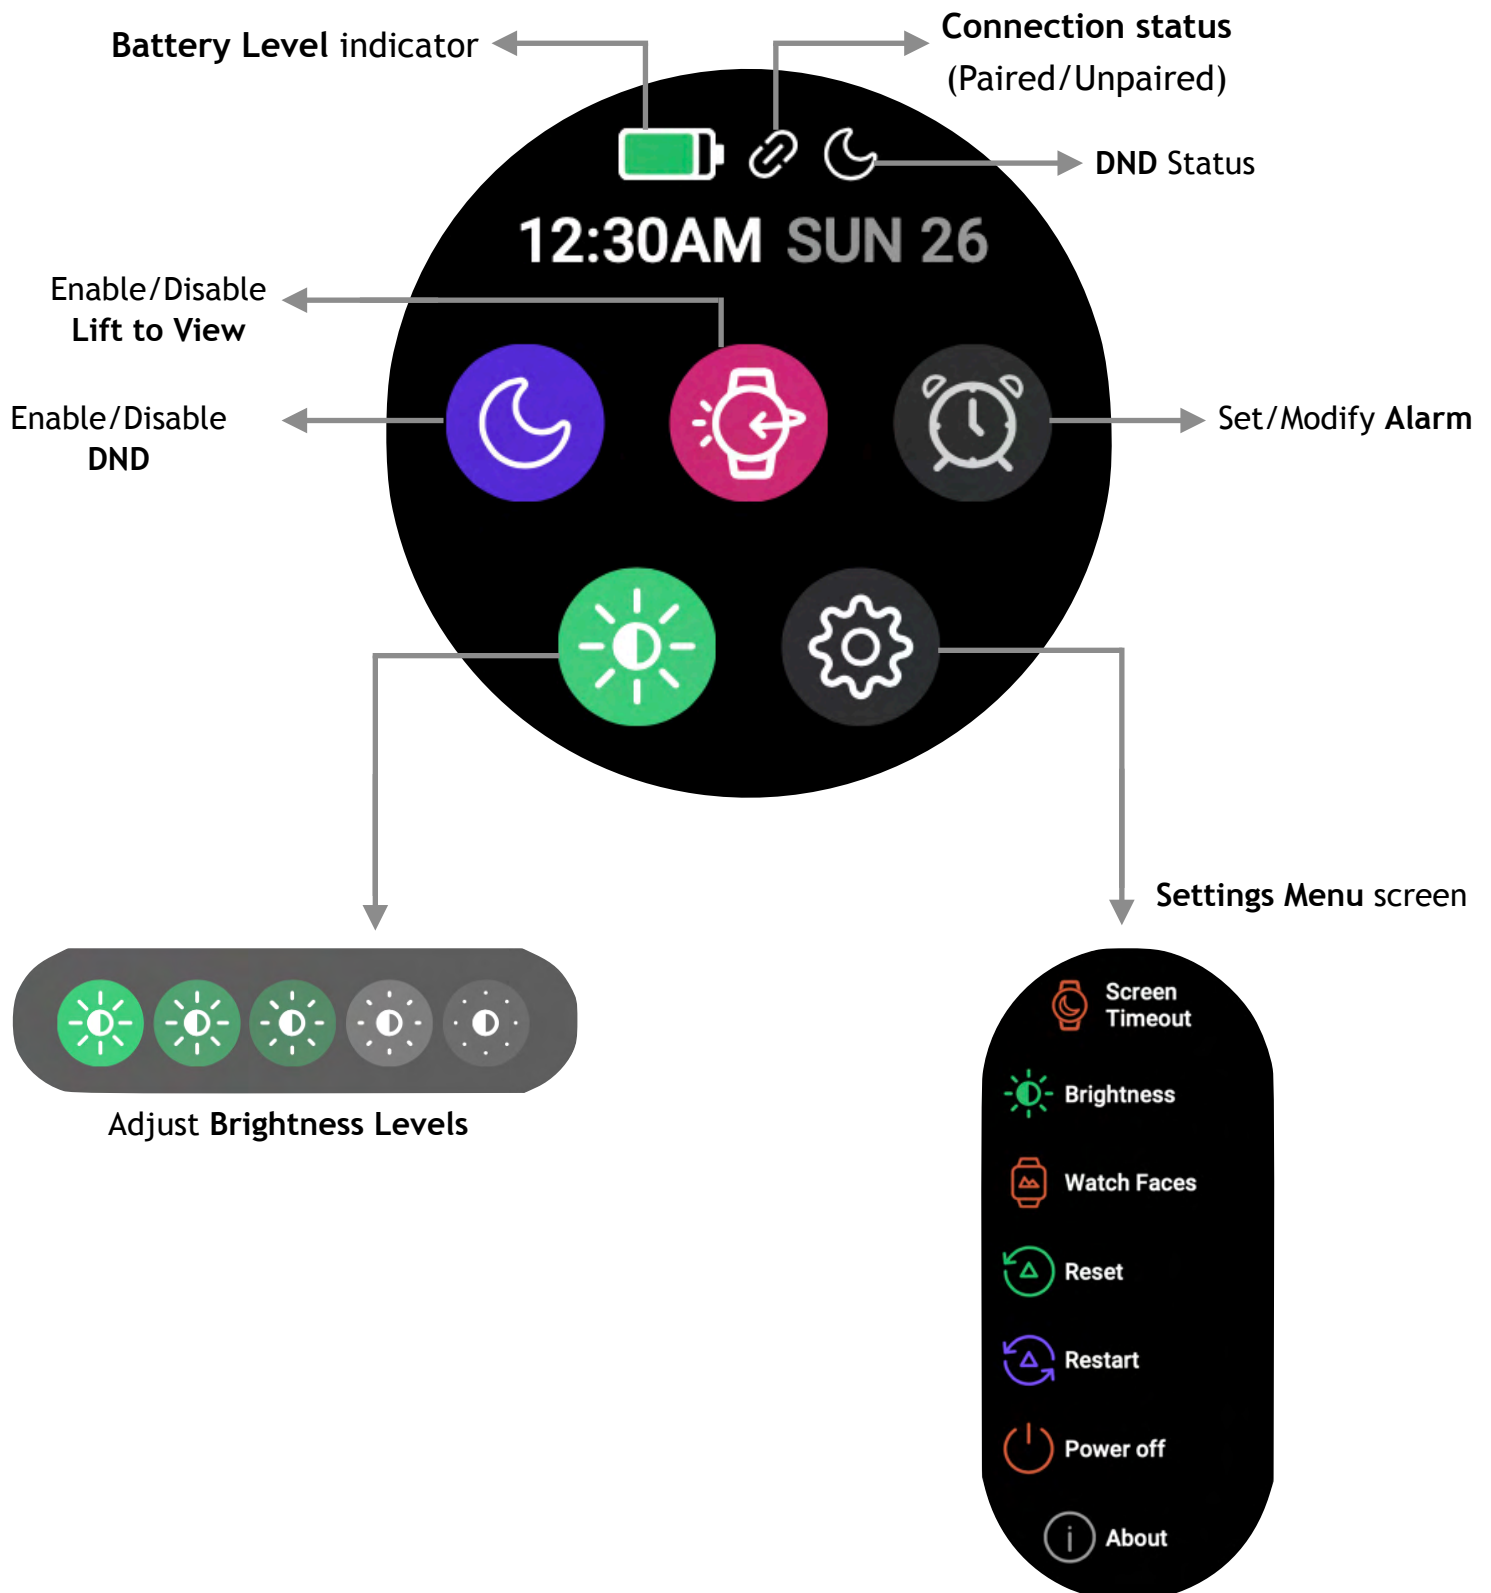 Battery Level indicator
Connection status
(Paired/Unpaired)
DND Status
12:30AM SUN 26
Enable/Disable
Lift to View
Enable/Disable
DND
Set/Modify Alarm
Settings Menu screen
Adjust Brightness Levels
Screen
Timeout
Brightness
Watch Faces
Reset
Restart
Power off
About